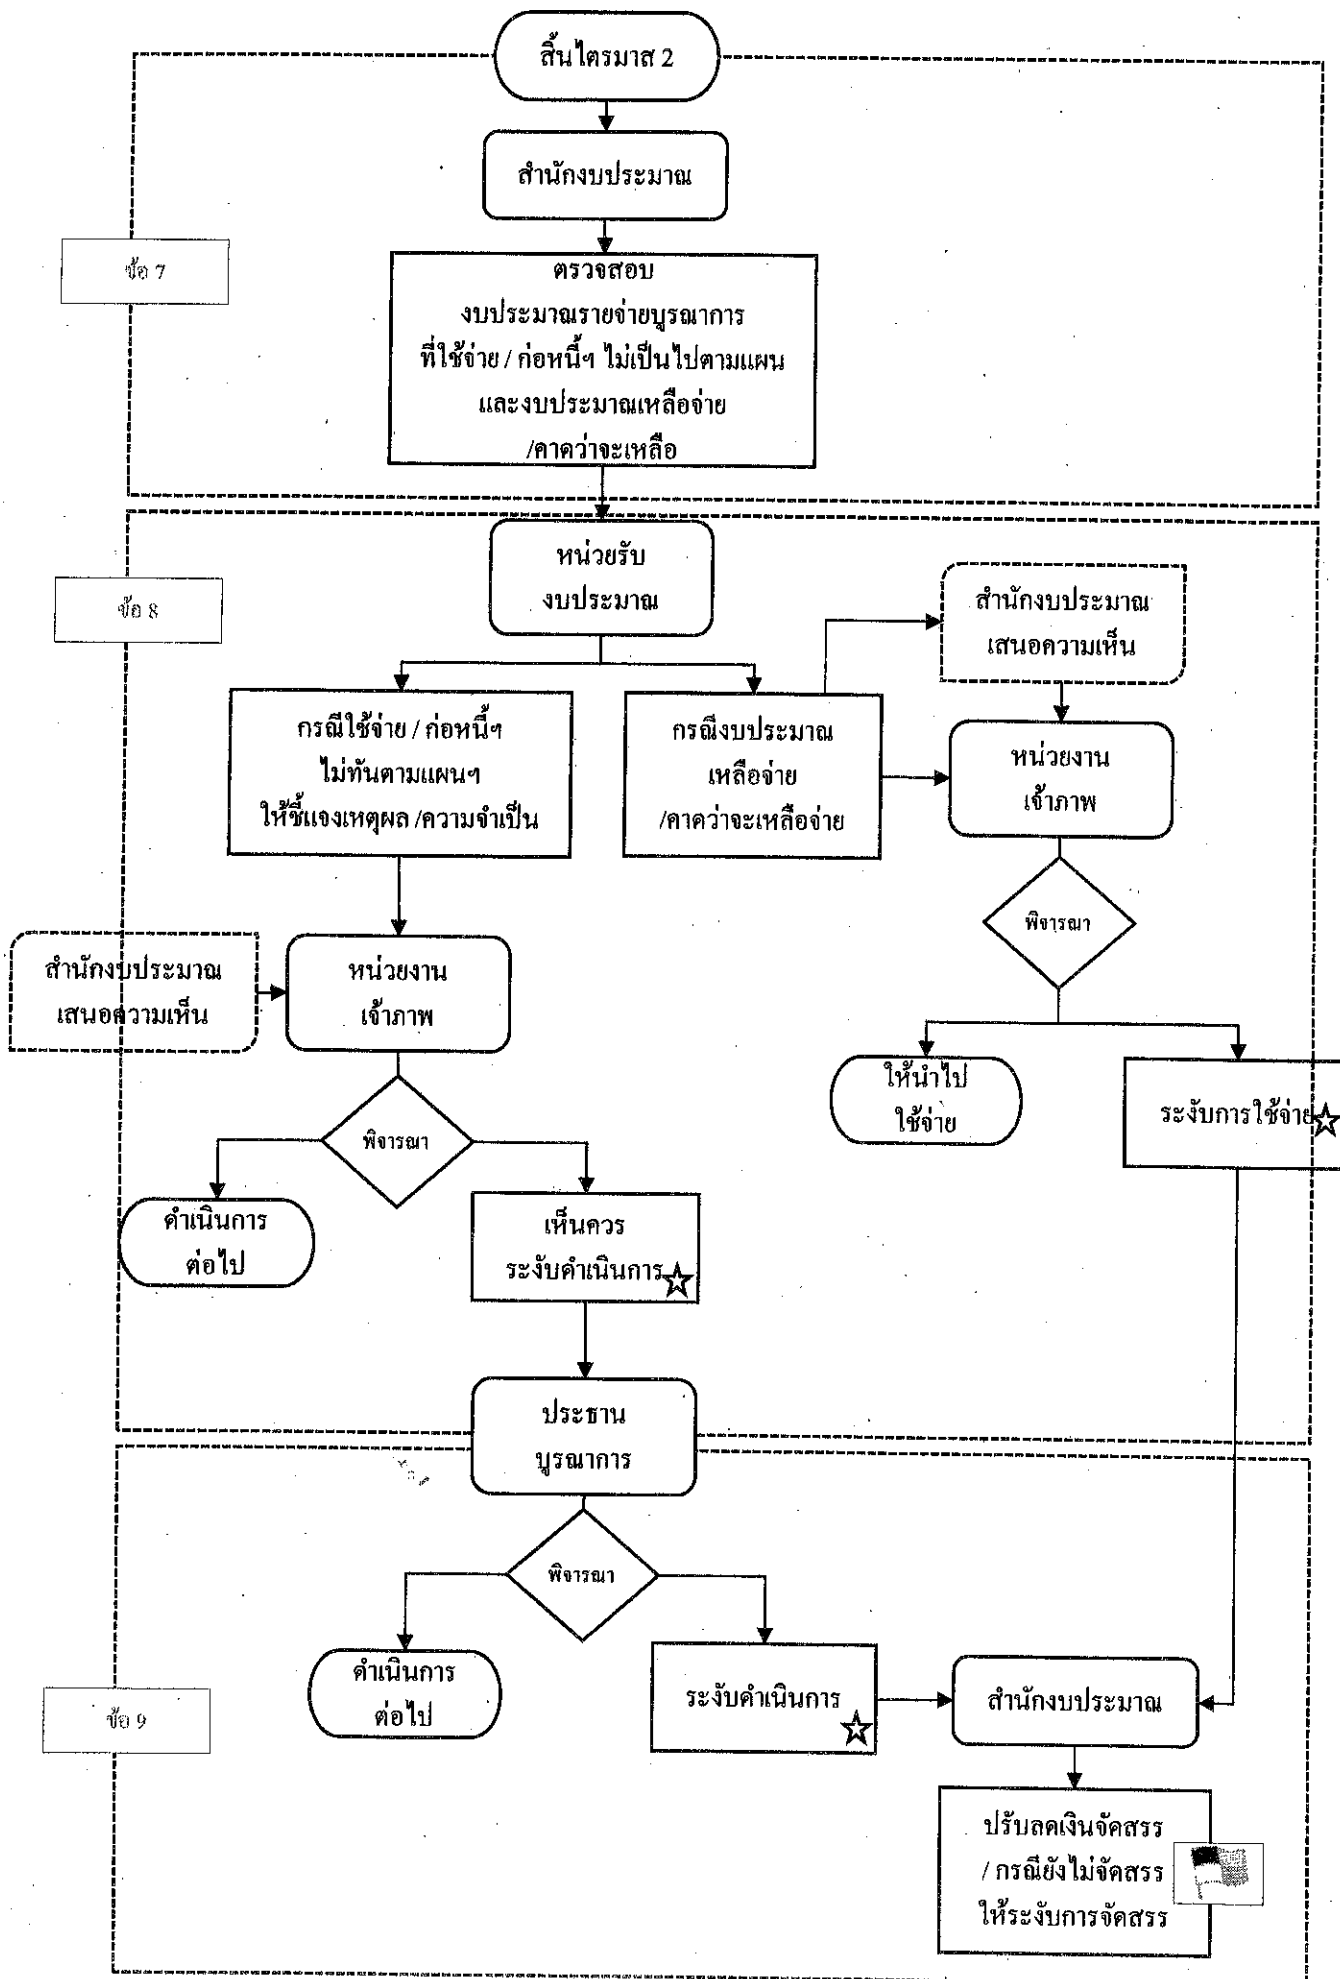 สิ้นไตรมาส 2
สำนักงบประมาณ
ข้อ 7
ตรวจสอบ
งบประมาณรายจ่ายบูรณาการ
ที่ใช้จ่าย / ก่อหนี้ฯ ไม่เป็นไปตามแผน
และงบประมาณเหลือจ่าย
/คาดว่าจะเหลือ
ข้อ 8
หน่วยรับ
งบประมาณ
สำนักงบประมาณ
เสนอความเห็น
กรณีใช้จ่าย / ก่อหนี้ฯ
ไม่ทันตามแผนฯ
ให้ชี้แจงเหตุผล /ความจำเป็น
กรณีงบประมาณ
เหลือจ่าย
/คาดว่าจะเหลือจ่าย
หน่วยงาน
เจ้าภาพ
พิจารณา
สำนักงบประมาณ
เสนอความเห็น
หน่วยงาน
เจ้าภาพ
ให้นำไป
ใช้จ่าย
ระงับการใช้จ่าย
พิจารณา
ดำเนินการ
ต่อไป
เห็นควร
ระงับดำเนินการ
ประธาน
บูรณาการ
พิจารณา
ข้อ 9
ดำเนินการ
ต่อไป
ระงับดำเนินการ
สำนักงบประมาณ
ปรับลดเงินจัดสรร
/ กรณียังไม่จัดสรร
ให้ระงับการจัดสรร